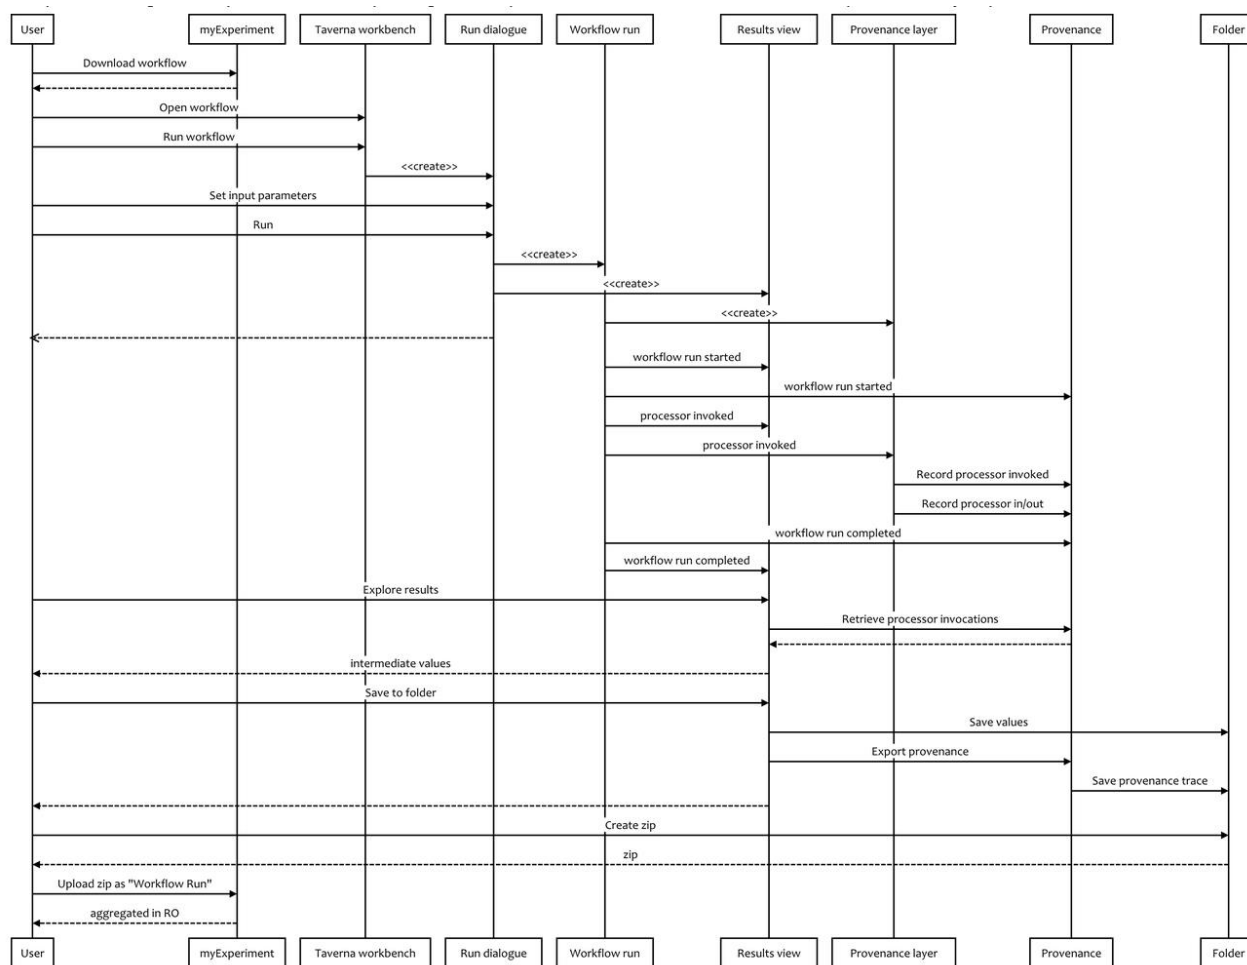 User myExperiment Taverna workbench Run dialogue Workflow run Results view Provenance layer Provenance Folder
Download workflow
Open workflow
Run workflow
<<create>>
Set input parameters
Run
<<create>>
<<create>>
<<create>>
workflow run started
workflow run started
processor invoked
processor invoked
Record processor invoked
Record processor in/out
workflow run completed
workflow run completed
Explore results
Retrieve processor invocations
intermediate values
Save to folder
Save values
Export provenance
Save provenance trace
Create zip
zip
Upload zip as "Workflow Run"
aggregated in RO
User myExperiment Taverna workbench Run dialogue Workflow run Results view Provenance layer Provenance Folder